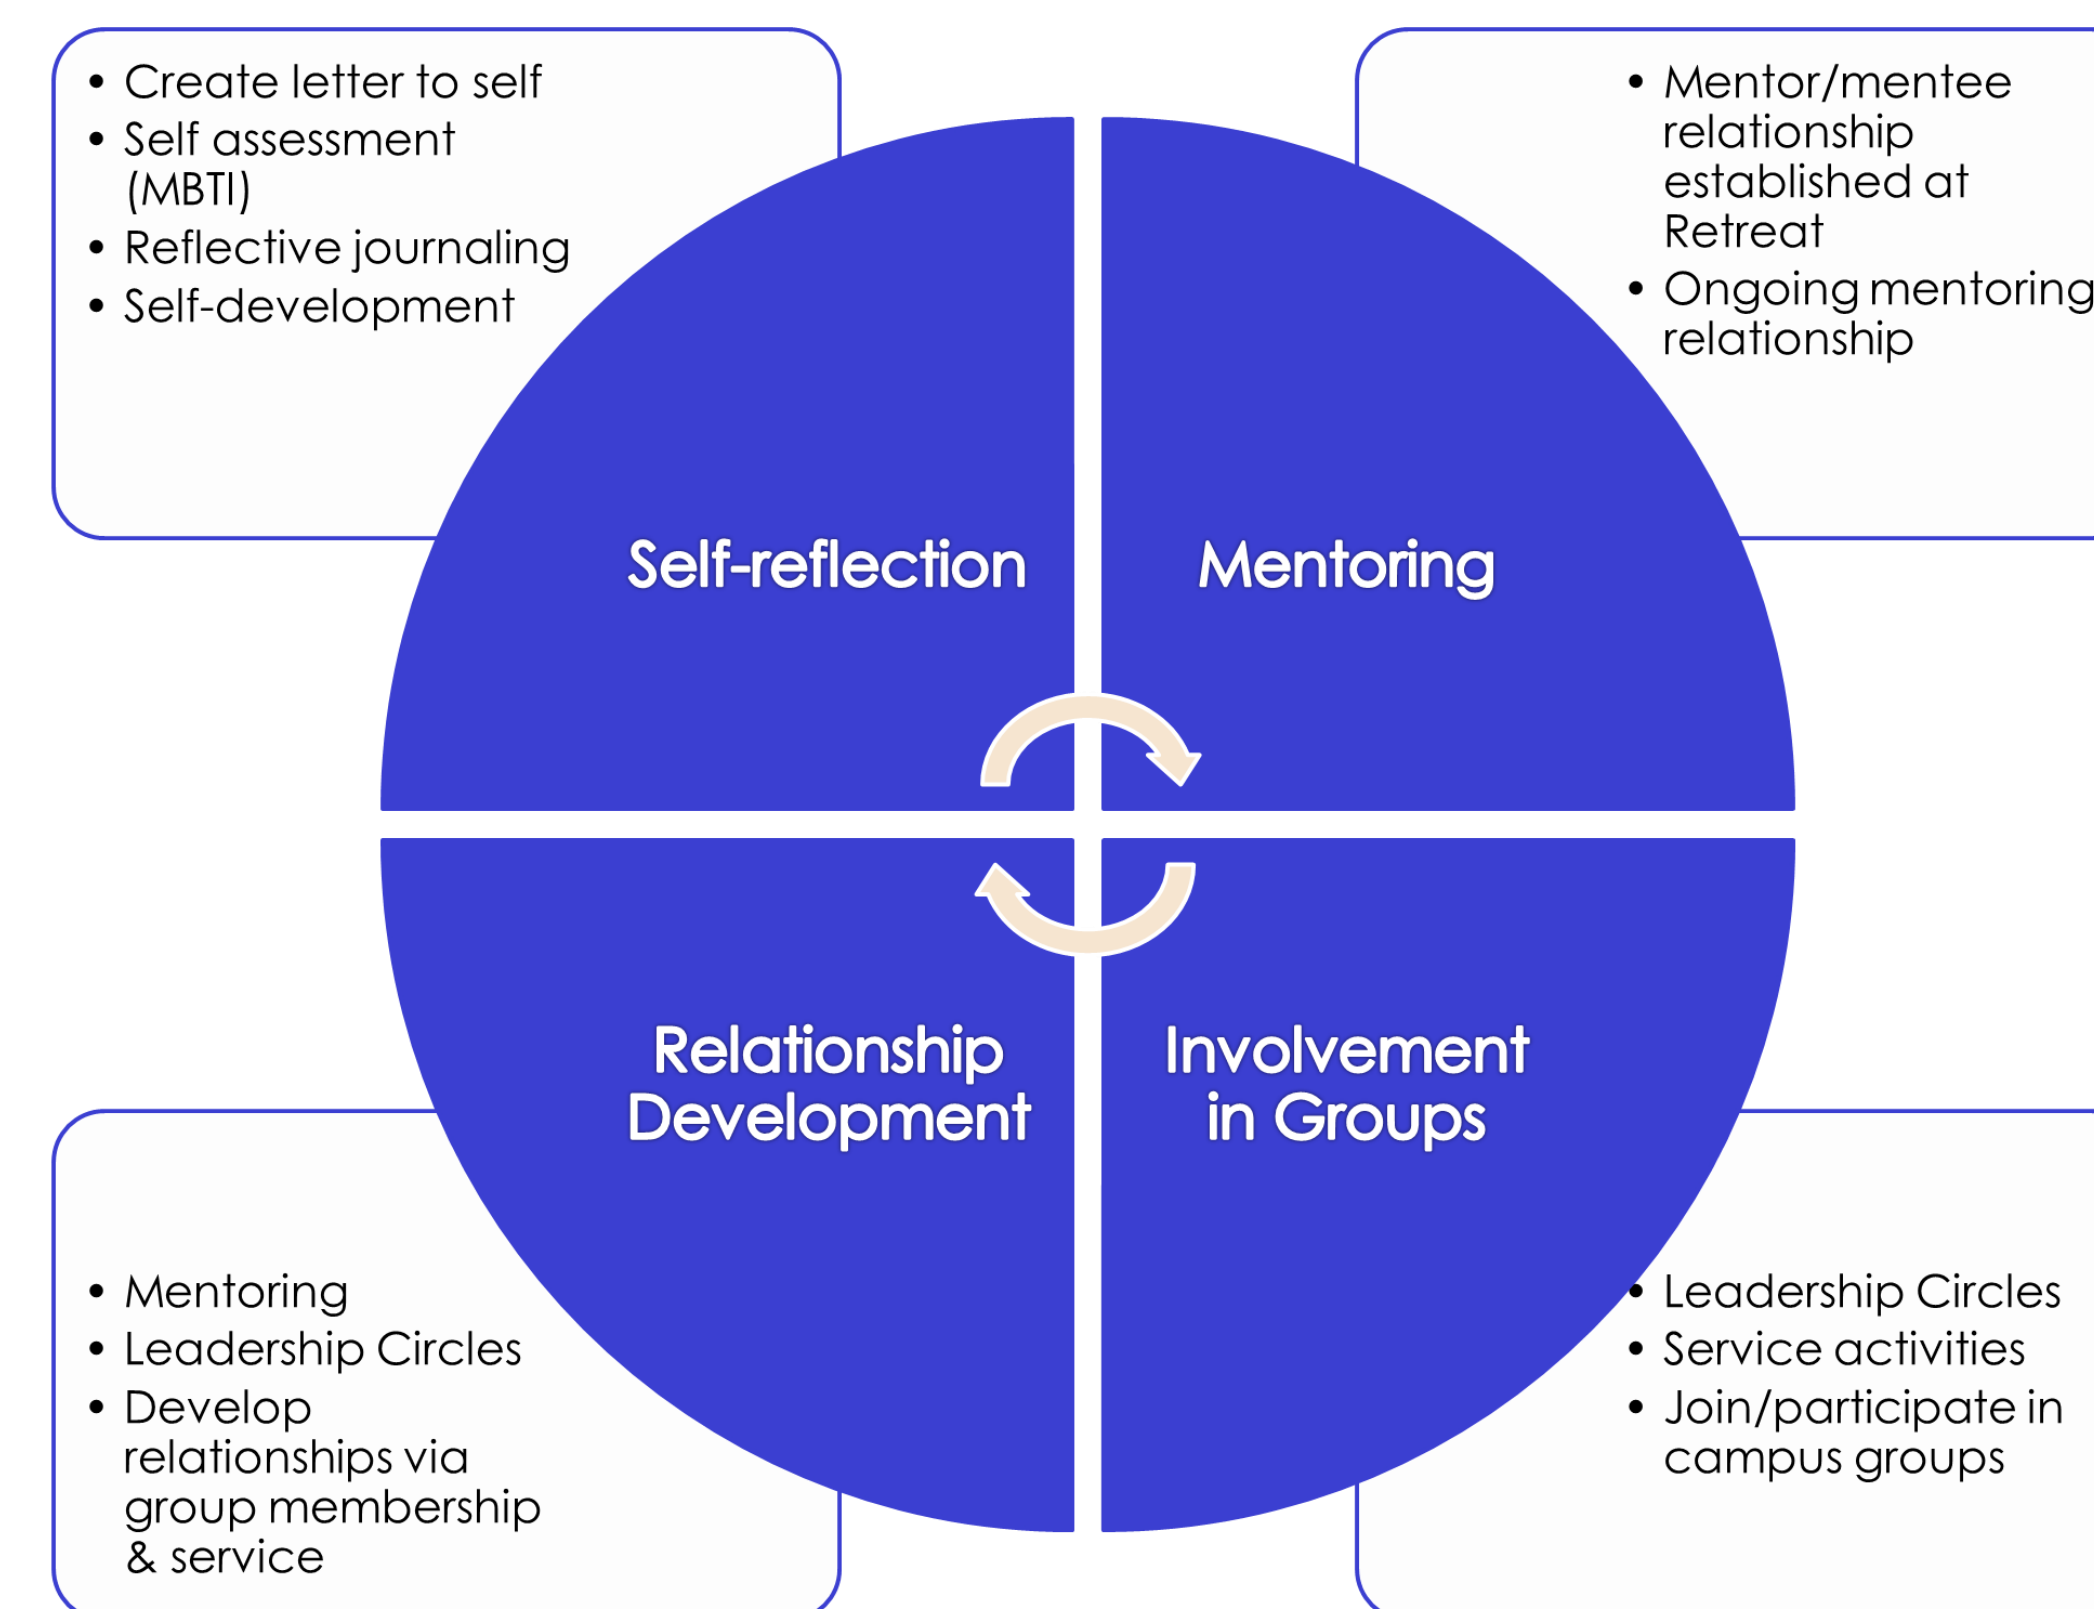 • Create letter to self
• Self assessment
(MBTI)
• Reflective journaling
• Self-development
• Mentor/mentee
relationship
established at
Retreat
• Ongoing mentoring
relationship
Self-reflection
Mentoring
Relationship
Development
Involvement
in Groups
• Mentoring
• Leadership Circles
• Develop
relationships via
group membership
& service
• Leadership Circles
• Service activities
• Join/participate in
campus groups